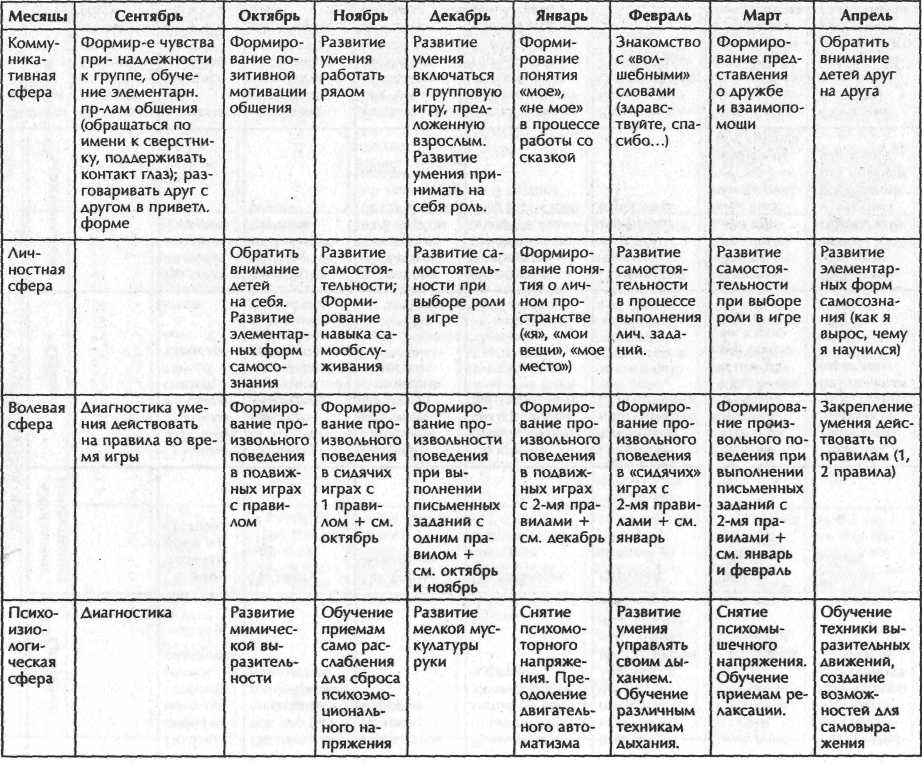 Месяцы
Сентябрь
Октябрь
Ноябрь
Декабрь
Январь
Февраль
Март
Апрель
Комму-
ника-
тивная
сфера
Формир-е чувства
при- надлежности
к группе, обуче-
ние элементарн.
пр-лам общения
(обращаться по
имени к сверстни-
ку, поддерживать
контакт глаз); раз-
говаривать друг с
другом в приветл.
форме
Формиро-
вание по-
зитивной
мотивации
общения
Развитие
умения
работать
рядом
Развитие
умения
включаться
в групповую
игру, пред-
ложенную
взрослым.
Развитие
умения при-
нимать на
себя роль.
Форми-
рование
понятия
«мое»,
«не мое»
в процессе
работы со
сказкой
Знакомство
с «вол-
шебными»
словами
(здрав-
ствуйте, спа-
сибо...)
Формиро-
вание пред-
ставления
о дружбе
и взаимопо-
мощи
Обратить
внимание
детей друг
на друга
Лич-
ностная
сфера
Обратить
внимание
детей
на себя.
Развитие
элементар-
ных форм
самосо-
знания
Развитие
самостоя-
тельности;
Форми-
рование
навыка са-
мообслу-
живания
Развитие са-
мостоятель-
ности при
выборе роли
в игре
Формиро-
вание поня-
тия о лич-
ном про-
странстве
(«я», «мои
вещи», «мое
место»)
Развитие
самостоя-
тельности
в процессе
выполнения
лич. зада-
ний.
Развитие
самостоя-
тельности
при выборе
роли в игре
Развитие
элементар-
ных форм
самосозна-
ния (как я
вырос, чему
я научился)
Волевая
сфера
Диагностика уме-
ния действовать
на правила во вре-
мя игры
Формиро-
вание про-
извольного
поведения
в подвиж-
ных играх
с прави-
лом
Формиро-
вание про-
извольного
поведения
в сидячих
играх с
1 прави-
лом + см.
октябрь
Формиро-
вание про-
извольности
поведения
при вы-
полнении
письменных
заданий с
одним пра-
вилом +
см. октябрь
и ноябрь
Формиро-
вание про-
извольного
поведения
в подвиж-
ных играх
с 2-мя пра-
вилами +
см. декабрь
Формиро-
вание про-
извольного
поведения
в «сидячих»
играх с
2-мя прави-
лами + см.
январь
Формирова-
ние произ-
вольного по-
ведения при
выполнении
письменных
заданий с
2-мя пра-
вилами +
см. январь
и февраль
Закрепление
умения дейс-
твовать по
правилам (1,
2 правила)
Психо-
изио-
логи-
ческая
сфера
Диагностика
Развитие
мимичес-
кой вы-
разитель-
ности
Обучение
приемам
само рас-
слабления
для сброса
психоэмо-
циональ-
ного на-
пряжения
Развитие
мелкой мус-
кулатуры
руки
Снятие
психомо-
торного
напряже-
ния. Пре-
одоление
двигатель-
ного авто-
матизма
Развитие
умения
управлять
своим ды-
ханием.
Обучение
различным
техникам
дыхания.
Снятие
психомы-
шечного
напряжения.
Обучение
приемам ре-
лаксации.
Обучение
техники вы-
разительных
движений,
создание
возмож-
ностей для
самовыра-
жения